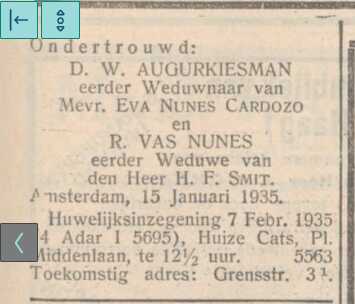 Ondertrouwd:
D. W. AUGURKIESMAN
eerder Weduwnaar van
Mevr. EVA NUNES CARDOZO
en
R. VAS NUNES
eerder Weduwe van
den Heer H. F. SMIT.
Amsterdam, 15 Januari 1935.
Huwelijksinzegening 7 Febr. 1935
(4 Adar I 5695), Huize Cats, Pl.
Middenlaan, te 12½ uur. 5563
Toekomstig adres: Grensstr. 3¹.